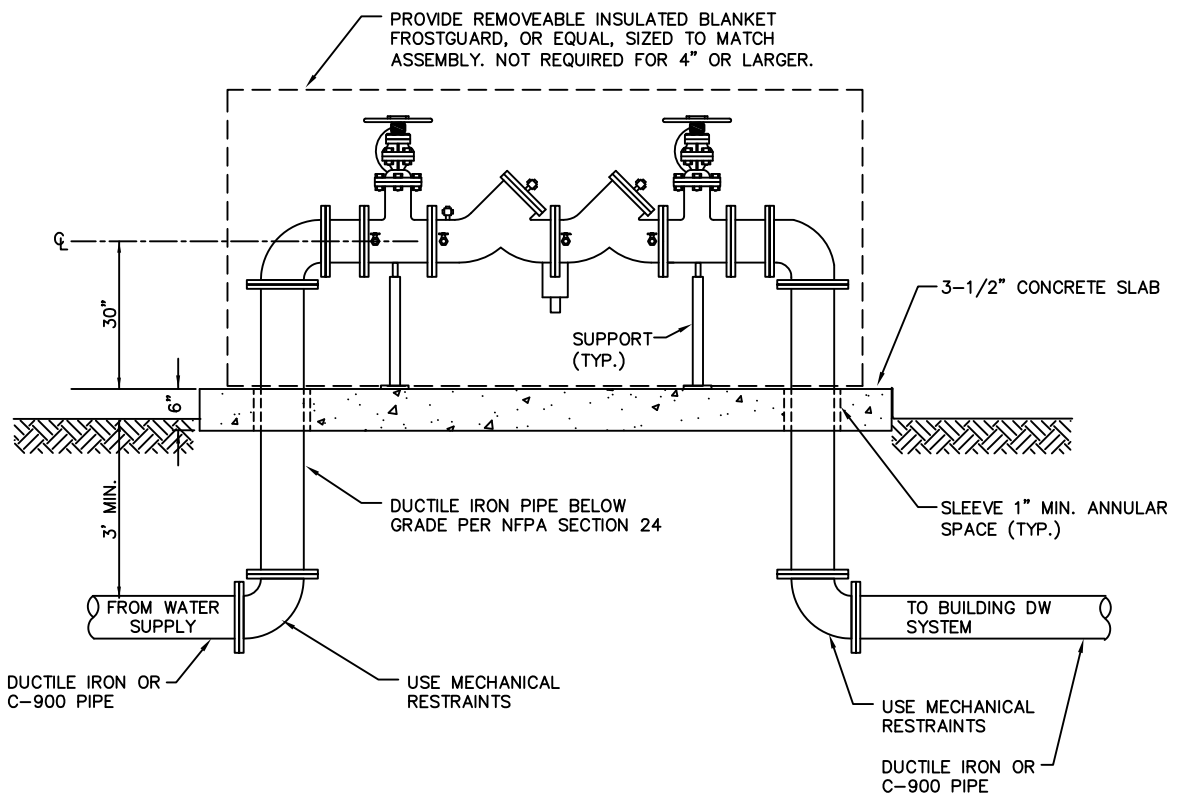 PROVIDE REMOVEABLE INSULATED BLANKET
FROSTGUARD, OR EQUAL, SIZED TO MATCH
ASSEMBLY. NOT REQUIRED FOR 4" OR LARGER.
℄
30"
3-1/2" CONCRETE SLAB
SUPPORT
(TYP.)
6"
3' MIN.
DUCTILE IRON PIPE BELOW
GRADE PER NFPA SECTION 24
SLEEVE 1" MIN. ANNULAR
SPACE (TYP.)
FROM WATER
SUPPLY
TO BUILDING DW
SYSTEM
DUCTILE IRON OR
C-900 PIPE
USE MECHANICAL
RESTRAINTS
USE MECHANICAL
RESTRAINTS
DUCTILE IRON OR
C-900 PIPE